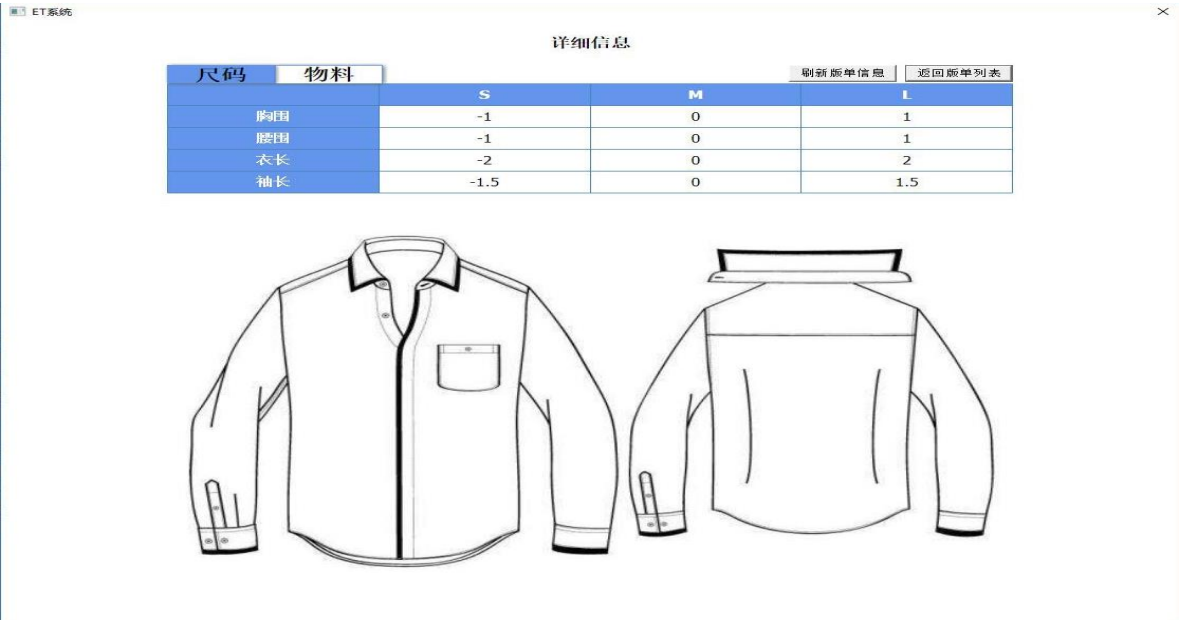 ET系统
详细信息
尺码 物料 刷新版单信息 返回版单列表
S M L
胸围 -1 0 1
腰围 -1 0 1
衣长 -2 0 2
袖长 -1.5 0 1.5